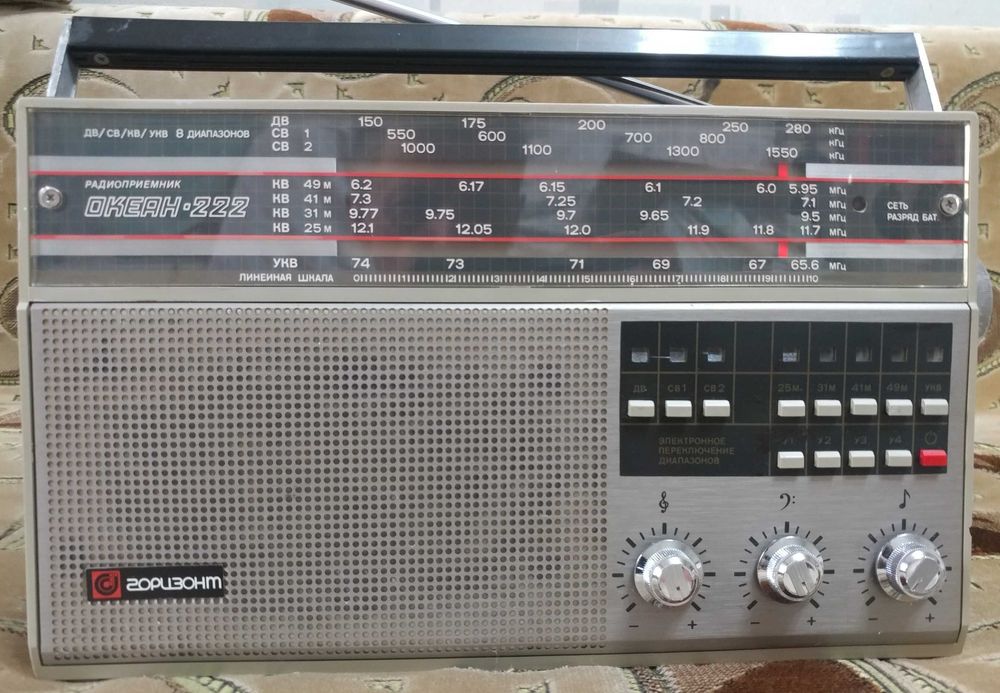 ДВ/СВ/КВ/УКВ 8 ДИАПАЗОНОВ
ДВ 150 175 200 250 280 кГц
СВ 1 550 600 700 800 кГц
СВ 2 1000 1100 1300 1550 кГц
РАДИОПРИЕМНИК
ОКЕАН-222
КВ 49 м 6.2 6.17 6.15 6.1 6.0 5.95 МГц
КВ 41 м 7.3 7.25 7.2 7.1 МГц
КВ 31 м 9.77 9.75 9.7 9.65 9.5 МГц
КВ 25 м 12.1 12.05 12.0 11.9 11.8 11.7 МГц
СЕТЬ
РАЗРЯД БАТ
УКВ 74 73 71 69 67 65.6 МГц
ЛИНЕЙНАЯ ШКАЛА 0 1 2 3 4 5 6 7 8 9 10
ДВ СВ1 СВ2 25м 31м 41м 49м УКВ
ЭЛЕКТРОННОЕ
ПЕРЕКЛЮЧЕНИЕ
ДИАПАЗОНОВ
У1 У2 У3 У4
− + − + − +
ГОРИЗОНТ